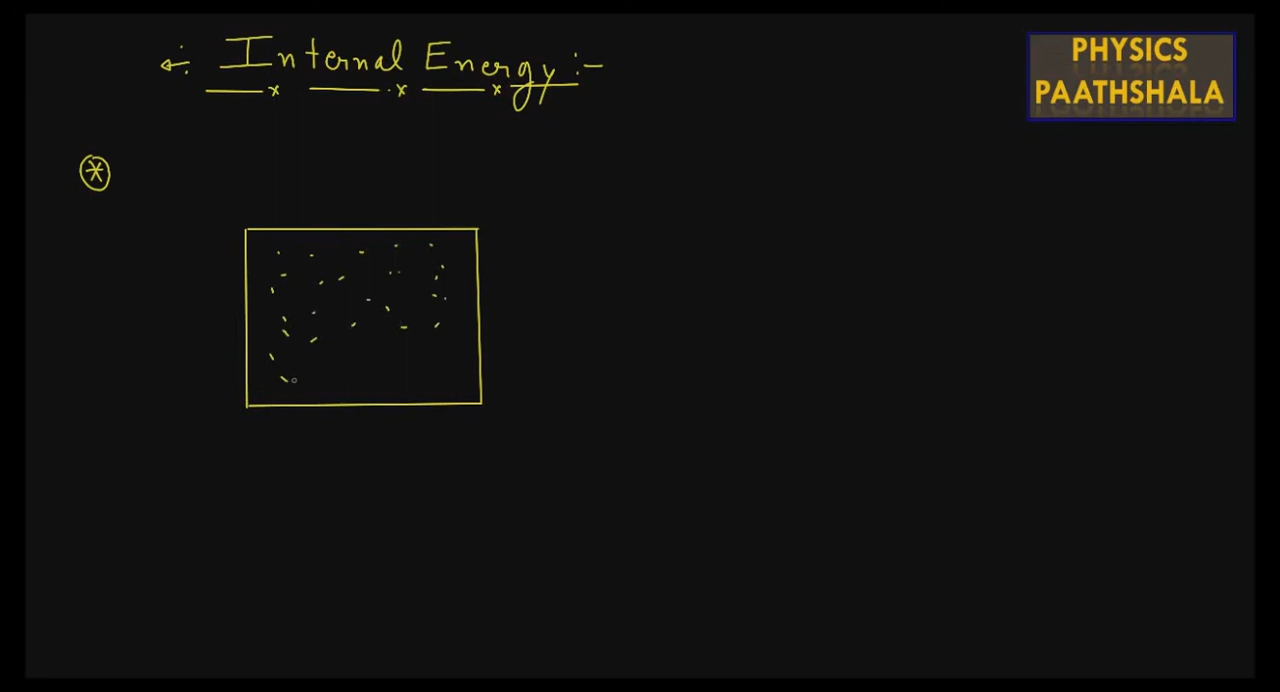 ∴ Internal Energy :-
PHYSICS
PAATHSHALA